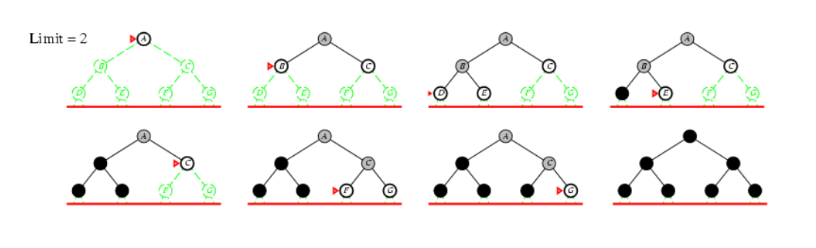 Limit = 2 A A A A
B C B C B C B C
D E F G D E F G D E F G E F G
A A A
C C C
F G F G G